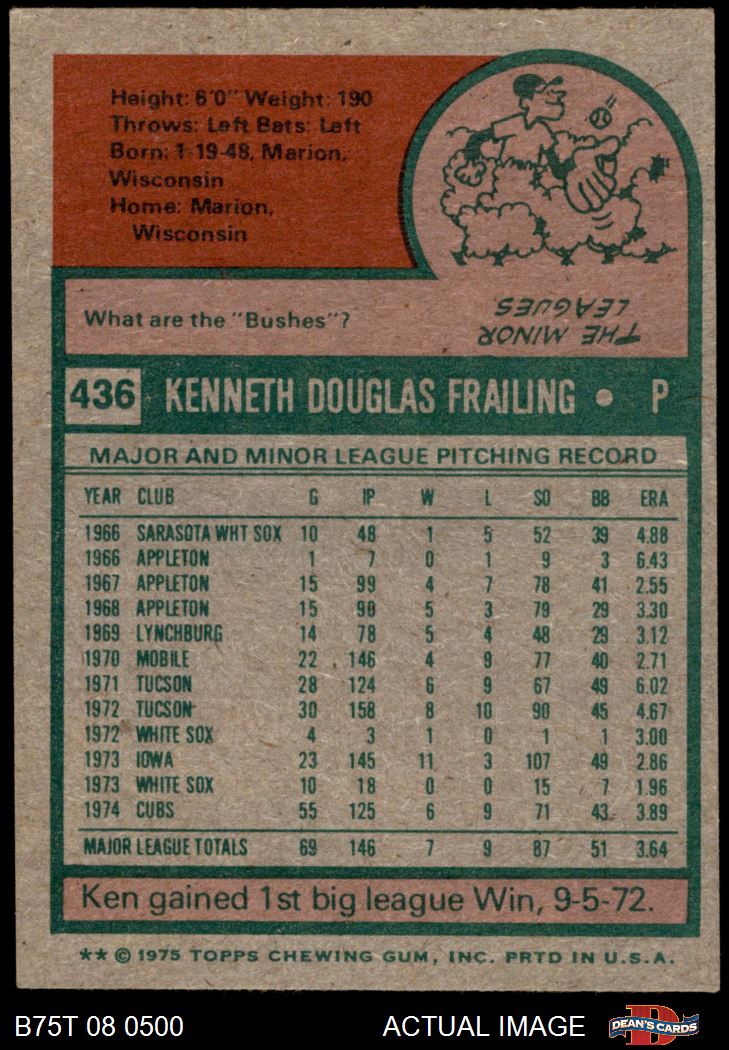 Height: 6'0" Weight: 190
Throws: Left Bats: Left
Born: 1-19-48, Marion,
Wisconsin
Home: Marion,
Wisconsin
What are the "Bushes"?
THE MINOR
LEAGUES.
436 KENNETH DOUGLAS FRAILING • P
MAJOR AND MINOR LEAGUE PITCHING RECORD
YEAR CLUB G IP W L SO BB ERA
1966 SARASOTA WHT SOX 10 48 1 5 52 39 4.88
1966 APPLETON 1 7 0 1 9 3 6.43
1967 APPLETON 15 99 4 7 78 41 2.55
1968 APPLETON 15 90 5 3 79 29 3.30
1969 LYNCHBURG 14 78 5 4 48 29 3.12
1970 MOBILE 22 146 4 9 77 40 2.71
1971 TUCSON 28 124 6 9 67 49 6.02
1972 TUCSON 30 158 8 10 90 45 4.67
1972 WHITE SOX 4 3 1 0 1 1 3.00
1973 IOWA 23 145 11 3 107 49 2.86
1973 WHITE SOX 10 18 0 0 15 7 1.96
1974 CUBS 55 125 6 9 71 43 3.89
MAJOR LEAGUE TOTALS 69 146 7 9 87 51 3.64
Ken gained 1st big league Win, 9-5-72.
** © 1975 TOPPS CHEWING GUM, INC. PRTD IN U.S.A.
B75T 08 0500 ACTUAL IMAGE DEAN'S CARDS